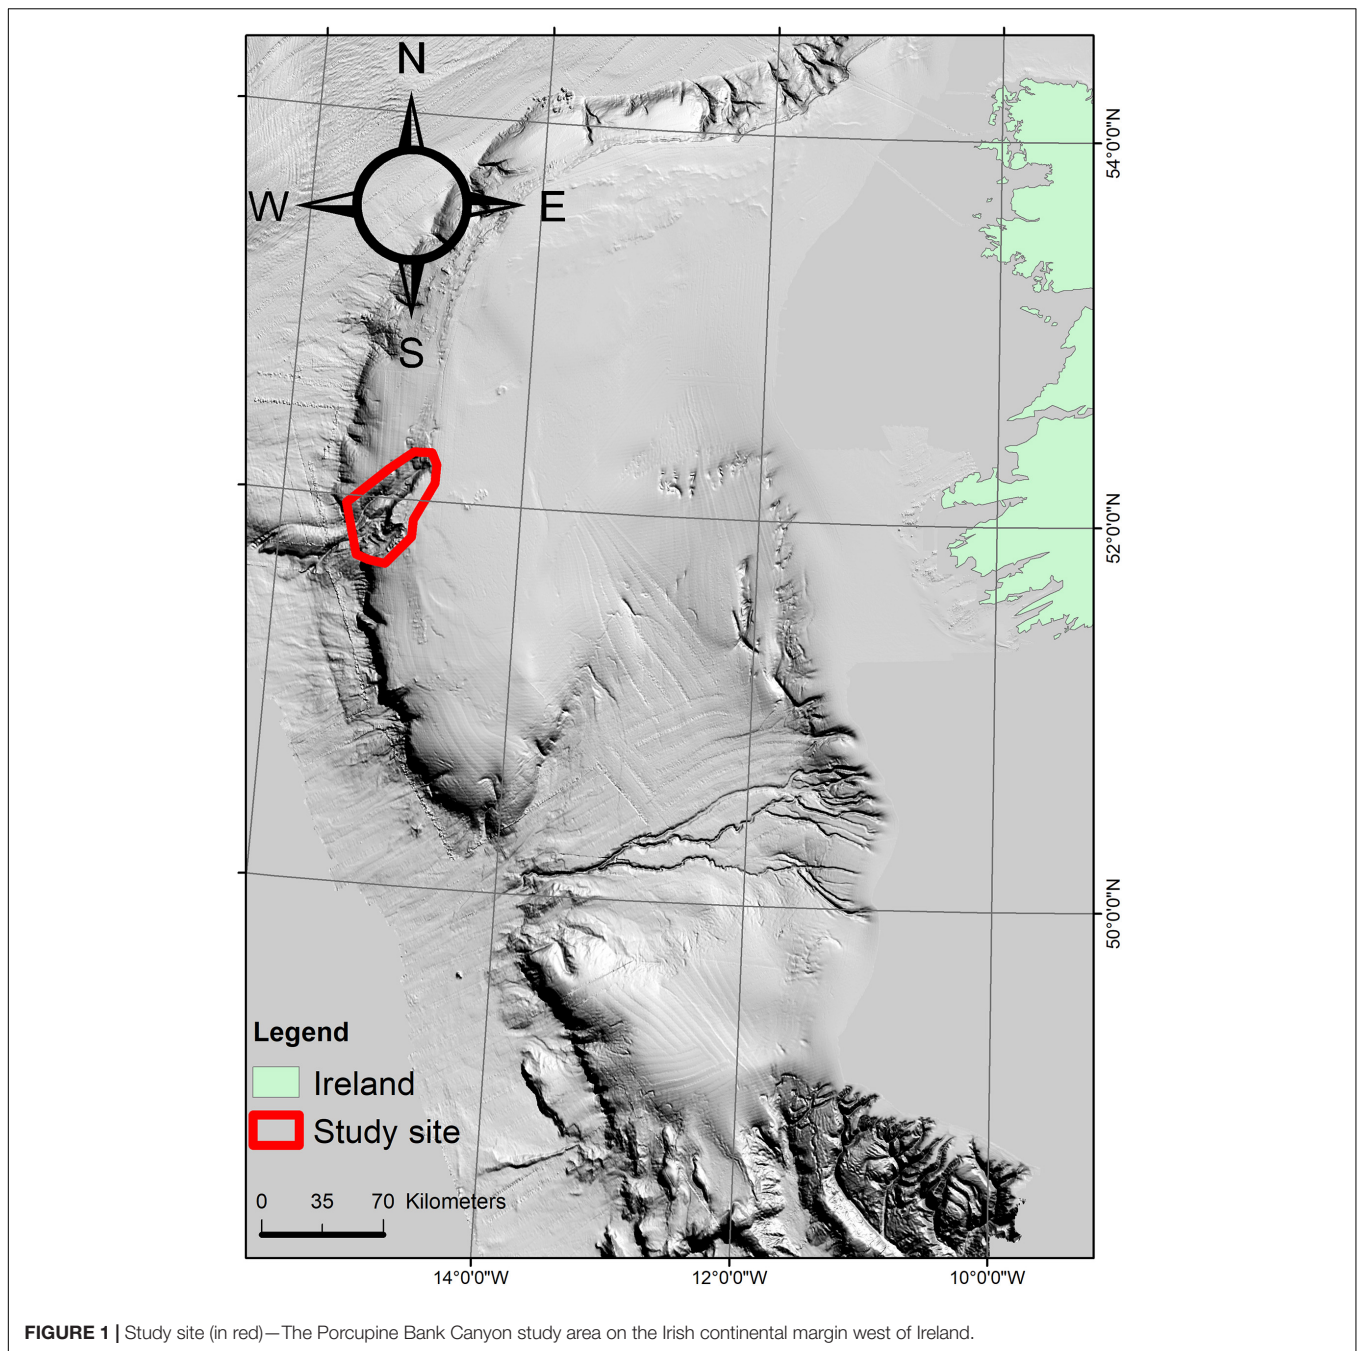 N
W
E
S
54°0'0"N
52°0'0"N
50°0'0"N
Legend
Ireland
Study site
0 35 70 Kilometers
14°0'0"W 12°0'0"W 10°0'0"W
FIGURE 1 | Study site (in red)—The Porcupine Bank Canyon study area on the Irish continental margin west of Ireland.